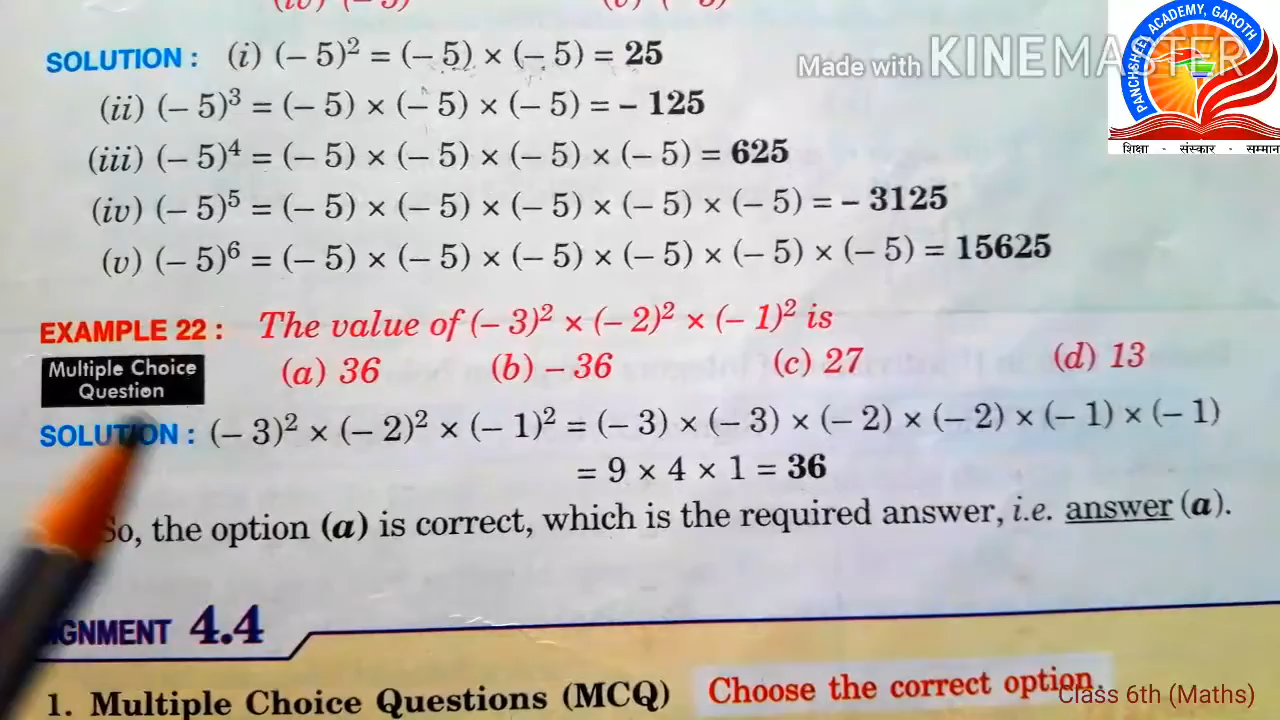 SOLUTION : (i) (– 5)² = (– 5) × (– 5) = 25
(ii) (– 5)³ = (– 5) × (– 5) × (– 5) = – 125
(iii) (– 5)⁴ = (– 5) × (– 5) × (– 5) × (– 5) = 625
(iv) (– 5)⁵ = (– 5) × (– 5) × (– 5) × (– 5) × (– 5) = – 3125
(v) (– 5)⁶ = (– 5) × (– 5) × (– 5) × (– 5) × (– 5) × (– 5) = 15625
EXAMPLE 22 : The value of (– 3)² × (– 2)² × (– 1)² is
Multiple Choice
Question
(a) 36 (b) – 36 (c) 27 (d) 13
SOLUTION : (– 3)² × (– 2)² × (– 1)² = (– 3) × (– 3) × (– 2) × (– 2) × (– 1) × (– 1)
= 9 × 4 × 1 = 36
So, the option (a) is correct, which is the required answer, i.e. answer (a).
GNMENT 4.4
1. Multiple Choice Questions (MCQ) Choose the correct option.
Made with KINEMASTER
PANCHSHEEL ACADEMY, GAROTH
शिक्षा - संस्कार - सम्मान
Class 6th (Maths)